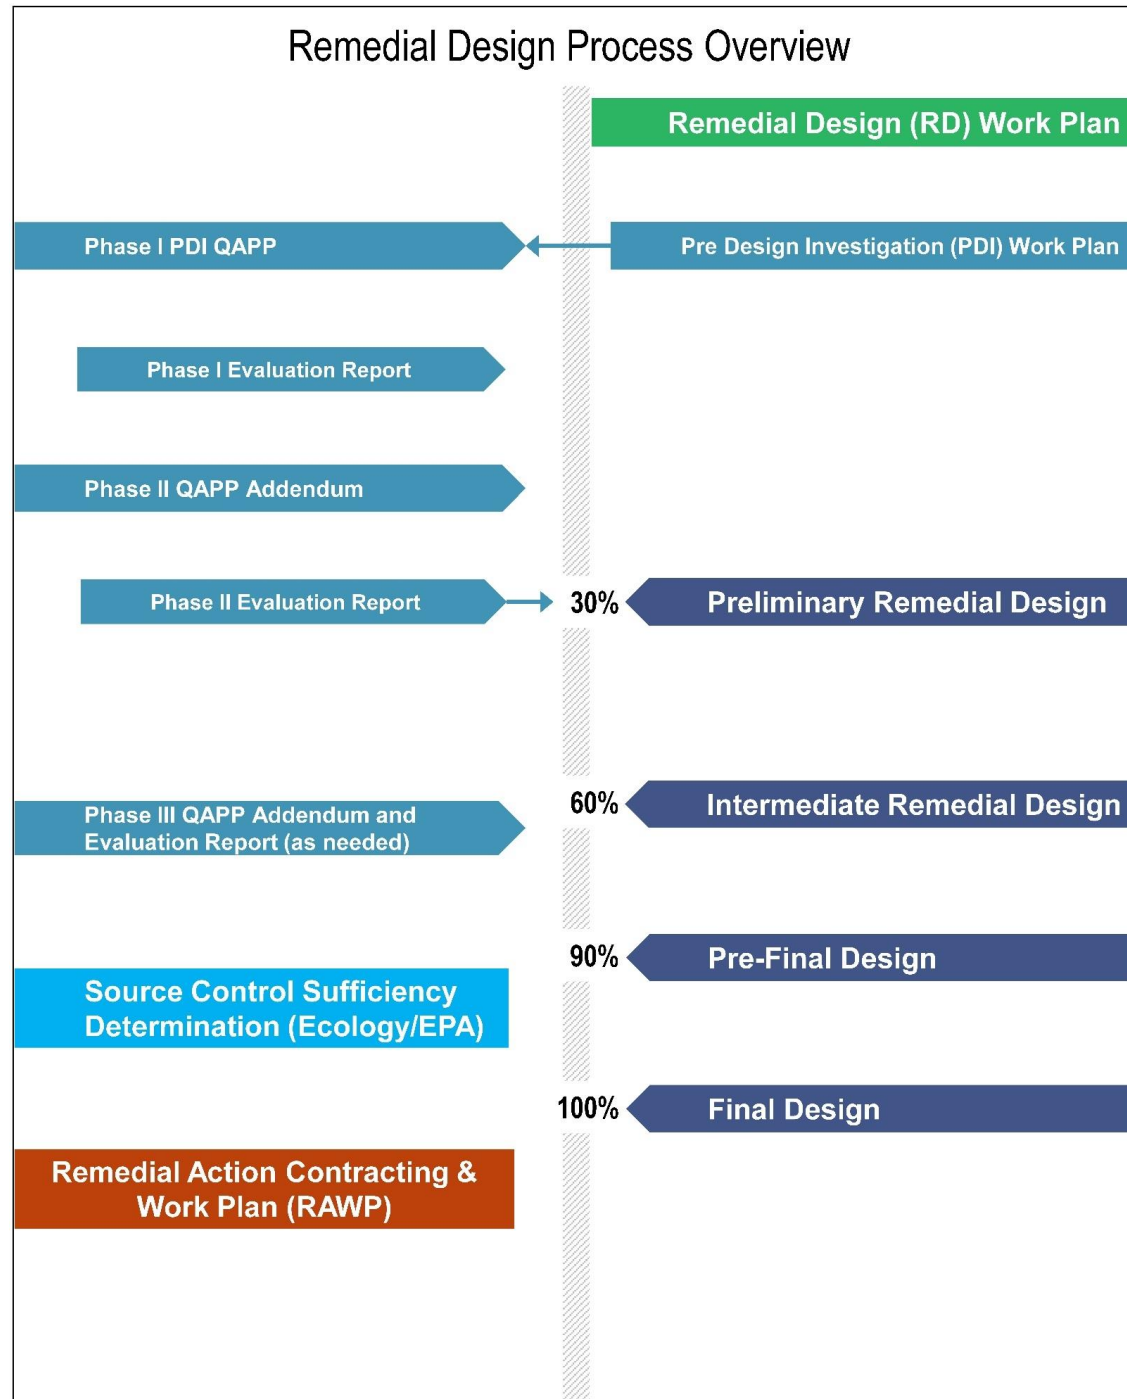 Remedial Design Process Overview
Remedial Design (RD) Work Plan
Phase I PDI QAPP
Pre Design Investigation (PDI) Work Plan
Phase I Evaluation Report
Phase II QAPP Addendum
Phase II Evaluation Report
30%
Preliminary Remedial Design
60%
Intermediate Remedial Design
Phase III QAPP Addendum and
Evaluation Report (as needed)
90%
Pre-Final Design
Source Control Sufficiency
Determination (Ecology/EPA)
100%
Final Design
Remedial Action Contracting &
Work Plan (RAWP)